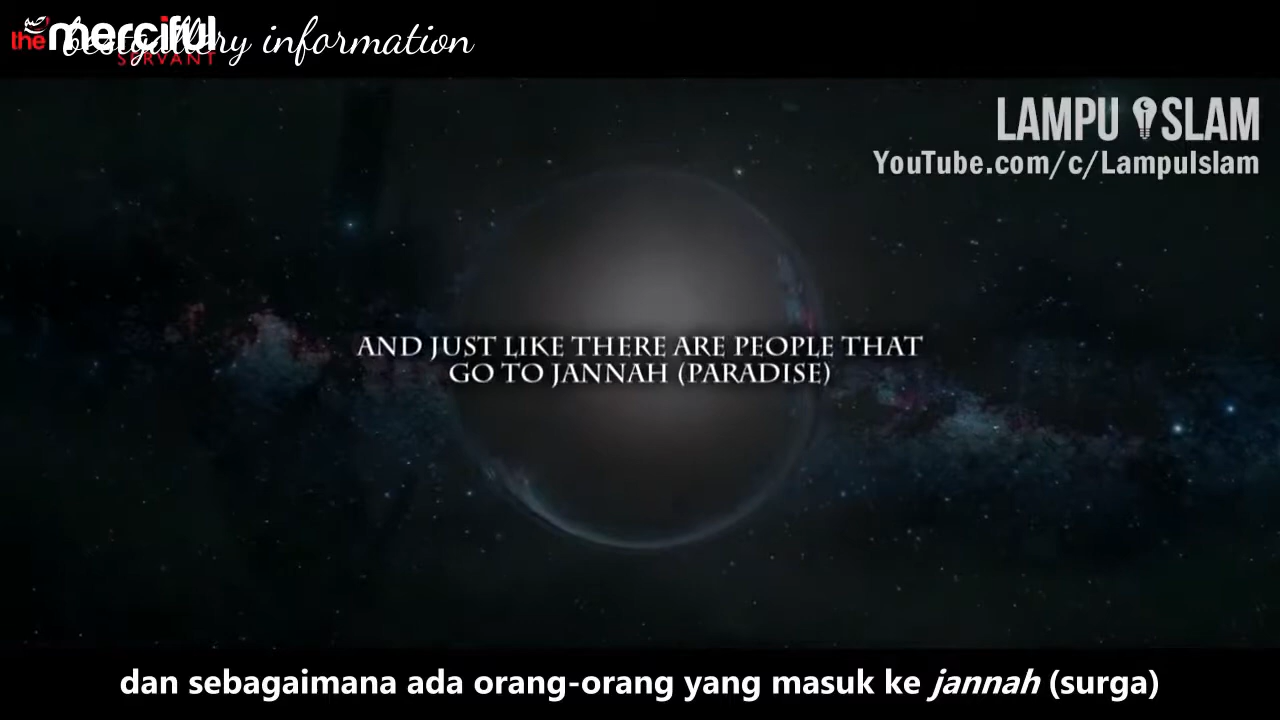 the merciful
SERVANT
bestgallery information
LAMPU ISLAM
YouTube.com/c/LampuIslam
AND JUST LIKE THERE ARE PEOPLE THAT
GO TO JANNAH (PARADISE)
dan sebagaimana ada orang-orang yang masuk ke jannah (surga)